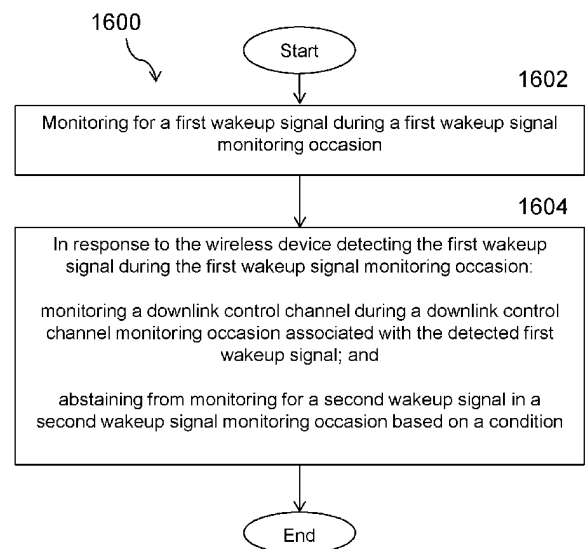 1600
Start
1602
Monitoring for a first wakeup signal during a first wakeup signal
monitoring occasion
1604
In response to the wireless device detecting the first wakeup
signal during the first wakeup signal monitoring occasion:
monitoring a downlink control channel during a downlink control
channel monitoring occasion associated with the detected first
wakeup signal; and
abstaining from monitoring for a second wakeup signal in a
second wakeup signal monitoring occasion based on a condition
End